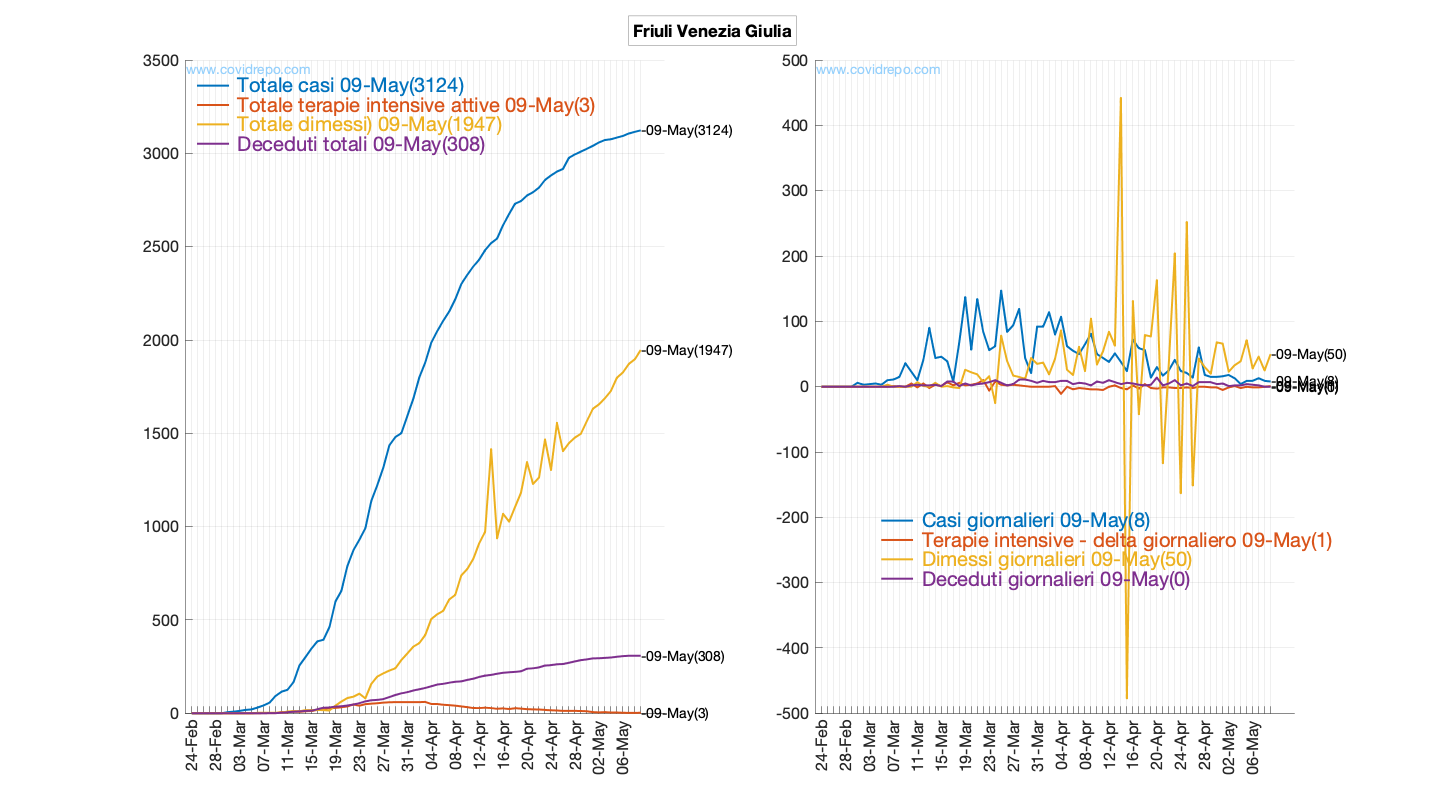 Friuli Venezia Giulia
www.covidrepo.com
Totale casi 09-May(3124)
Totale terapie intensive attive 09-May(3)
Totale dimessi) 09-May(1947)
Deceduti totali 09-May(308)
3500
3000
2500
2000
1500
1000
500
0
-09-May(3124)
-09-May(1947)
-09-May(308)
-09-May(3)
24-Feb
28-Feb
03-Mar
07-Mar
11-Mar
15-Mar
19-Mar
23-Mar
27-Mar
31-Mar
04-Apr
08-Apr
12-Apr
16-Apr
20-Apr
24-Apr
28-Apr
02-May
06-May
www.covidrepo.com
500
400
300
200
100
0
-100
-200
-300
-400
-500
-09-May(50)
Casi giornalieri 09-May(8)
Terapie intensive - delta giornaliero 09-May(1)
Dimessi giornalieri 09-May(50)
Deceduti giornalieri 09-May(0)
24-Feb
28-Feb
03-Mar
07-Mar
11-Mar
15-Mar
19-Mar
23-Mar
27-Mar
31-Mar
04-Apr
08-Apr
12-Apr
16-Apr
20-Apr
24-Apr
28-Apr
02-May
06-May